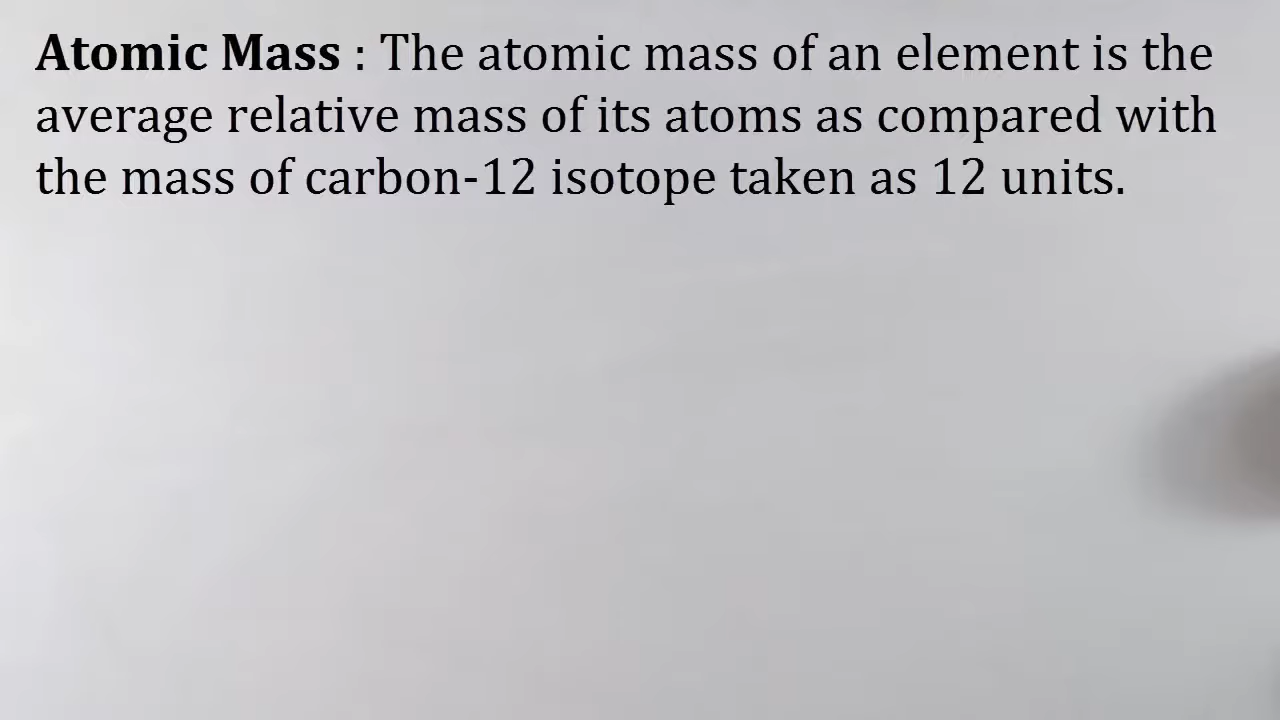 Atomic Mass : The atomic mass of an element is the
average relative mass of its atoms as compared with
the mass of carbon-12 isotope taken as 12 units.